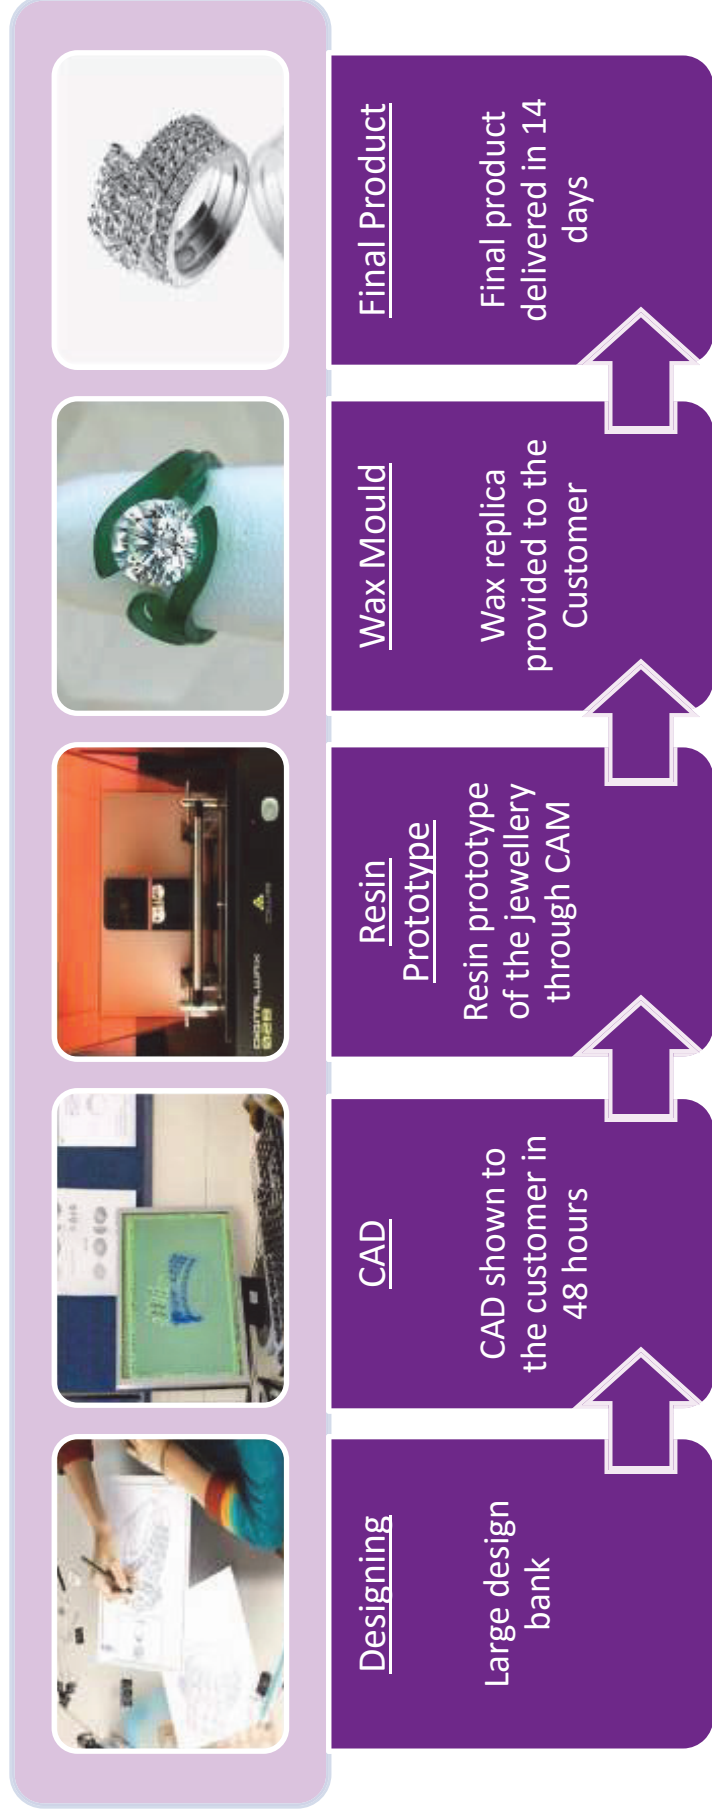 Designing
Large design
bank
CAD
CAD shown to
the customer in
48 hours
DIGITALWAX
028
Resin
Prototype
Resin prototype
of the jewellery
through CAM
Wax Mould
Wax replica
provided to the
Customer
Final Product
Final product
delivered in 14
days